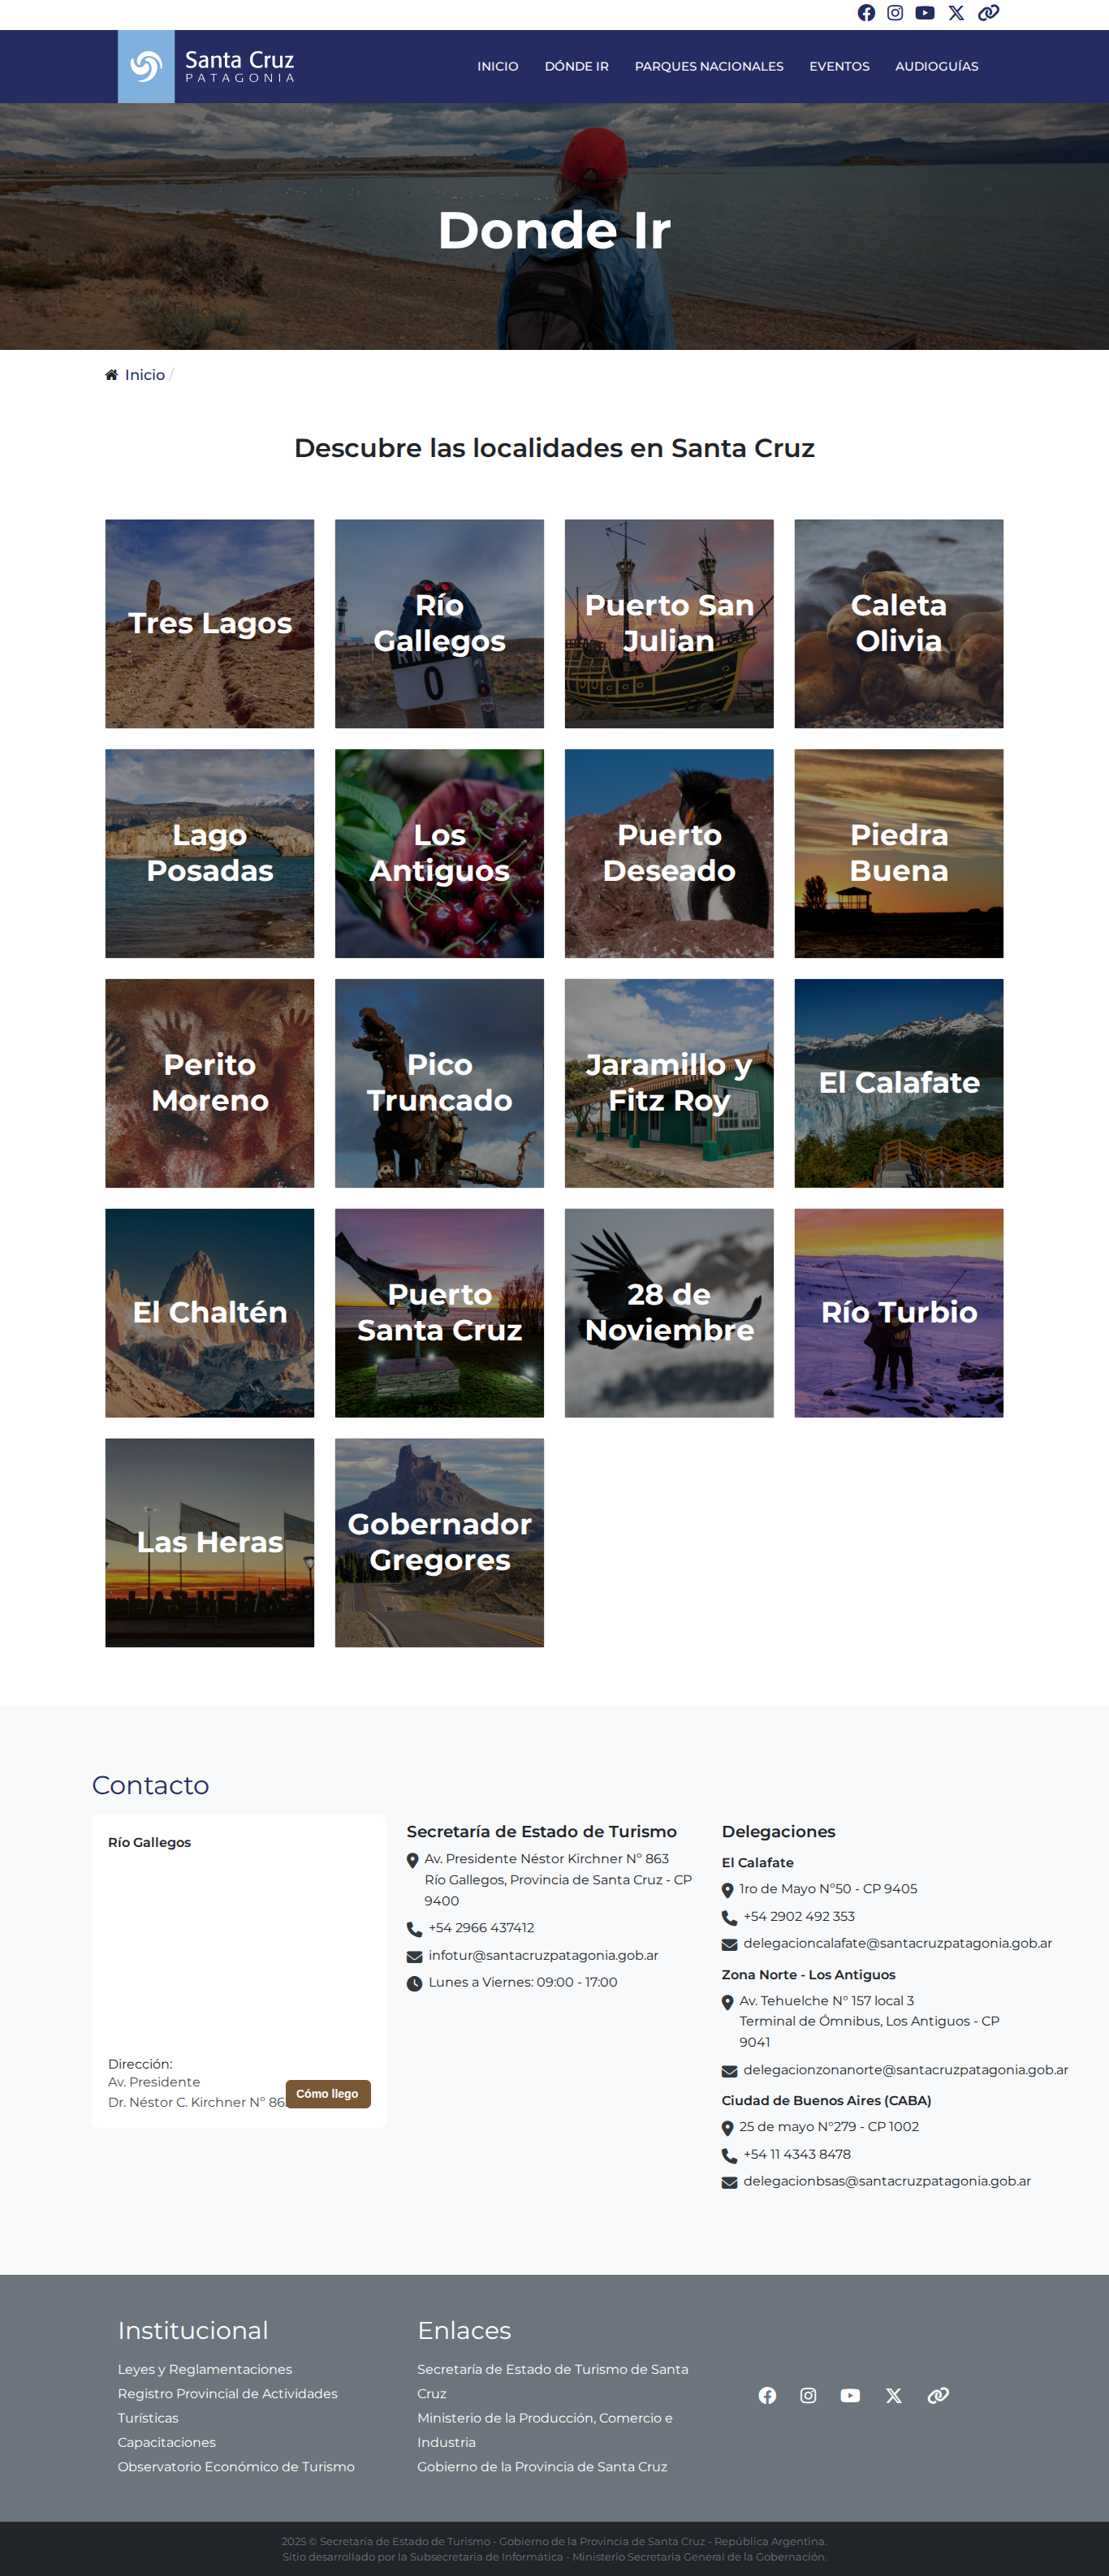 Santa Cruz
PATAGONIA
INICIO
DÓNDE IR
PARQUES NACIONALES
EVENTOS
AUDIOGUÍAS
Donde Ir
Inicio /
Descubre las localidades en Santa Cruz
Tres Lagos
Río
Gallegos
RN
0
Puerto San
Julian
Caleta
Olivia
Lago
Posadas
Los
Antiguos
Puerto
Deseado
Piedra
Buena
Perito
Moreno
Pico
Truncado
Jaramillo y
Fitz Roy
El Calafate
El Chaltén
Puerto
Santa Cruz
28 de
Noviembre
Río Turbio
Las Heras
LAS HERAS
Gobernador
Gregores
Contacto
Río Gallegos
Dirección:
Av. Presidente
Dr. Néstor C. Kirchner Nº 863
Cómo llego
Secretaría de Estado de Turismo
Av. Presidente Néstor Kirchner Nº 863
Río Gallegos, Provincia de Santa Cruz - CP
9400
+54 2966 437412
infotur@santacruzpatagonia.gob.ar
Lunes a Viernes: 09:00 - 17:00
Delegaciones
El Calafate
1ro de Mayo Nº50 - CP 9405
+54 2902 492 353
delegacioncalafate@santacruzpatagonia.gob.ar
Zona Norte - Los Antiguos
Av. Tehuelche N° 157 local 3
Terminal de Ómnibus, Los Antiguos - CP
9041
delegacionzonanorte@santacruzpatagonia.gob.ar
Ciudad de Buenos Aires (CABA)
25 de mayo N°279 - CP 1002
+54 11 4343 8478
delegacionbsas@santacruzpatagonia.gob.ar
Institucional
Leyes y Reglamentaciones
Registro Provincial de Actividades
Turísticas
Capacitaciones
Observatorio Económico de Turismo
Enlaces
Secretaría de Estado de Turismo de Santa
Cruz
Ministerio de la Producción, Comercio e
Industria
Gobierno de la Provincia de Santa Cruz
2025 © Secretaría de Estado de Turismo - Gobierno de la Provincia de Santa Cruz - República Argentina.
Sitio desarrollado por la Subsecretaría de Informática - Ministerio Secretaria General de la Gobernación.